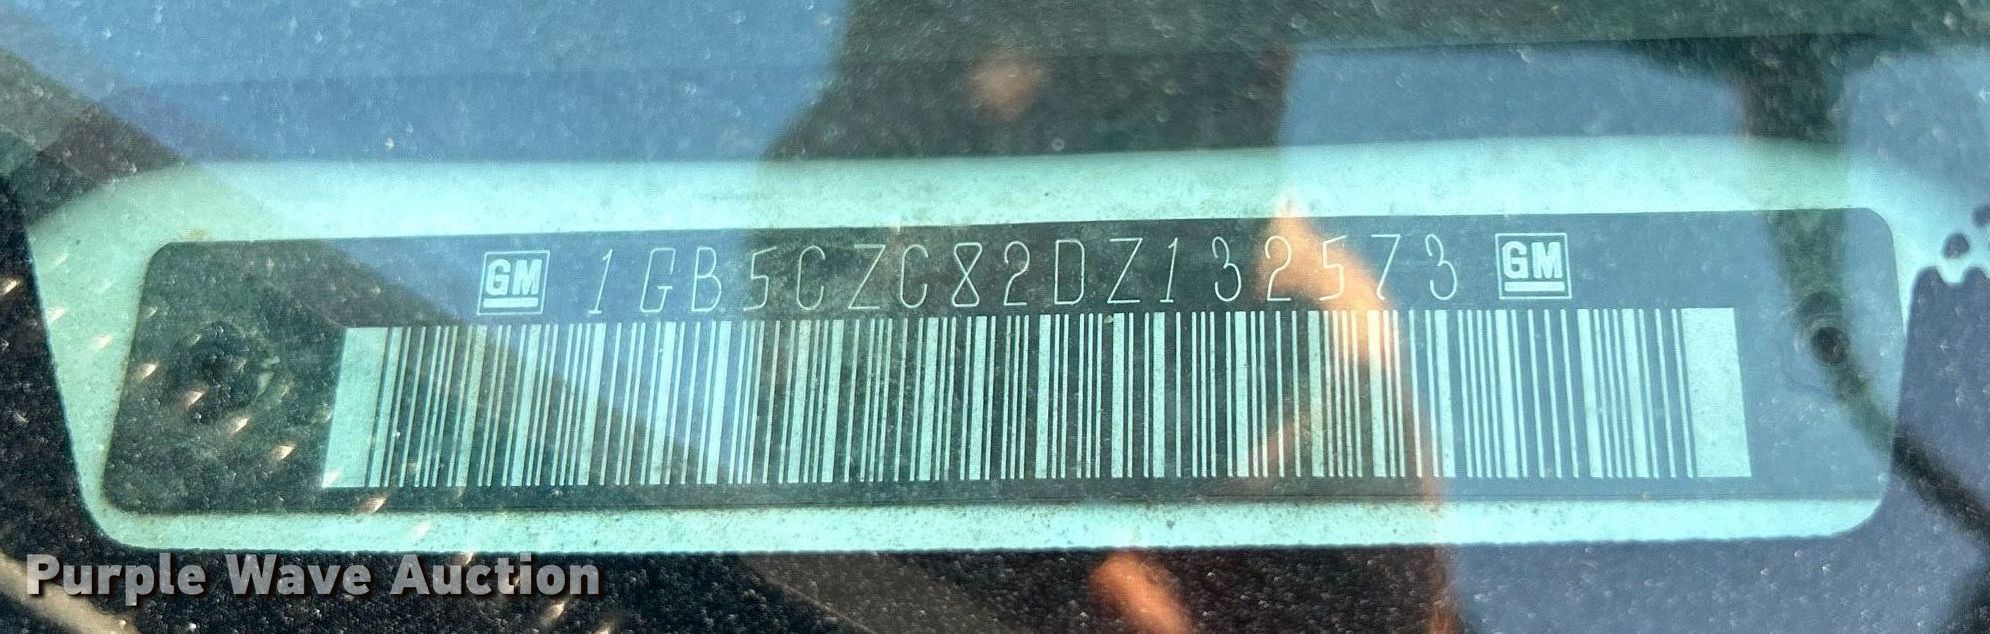 GM 1GB5CZC82DZ132573 GM
Purple Wave Auction